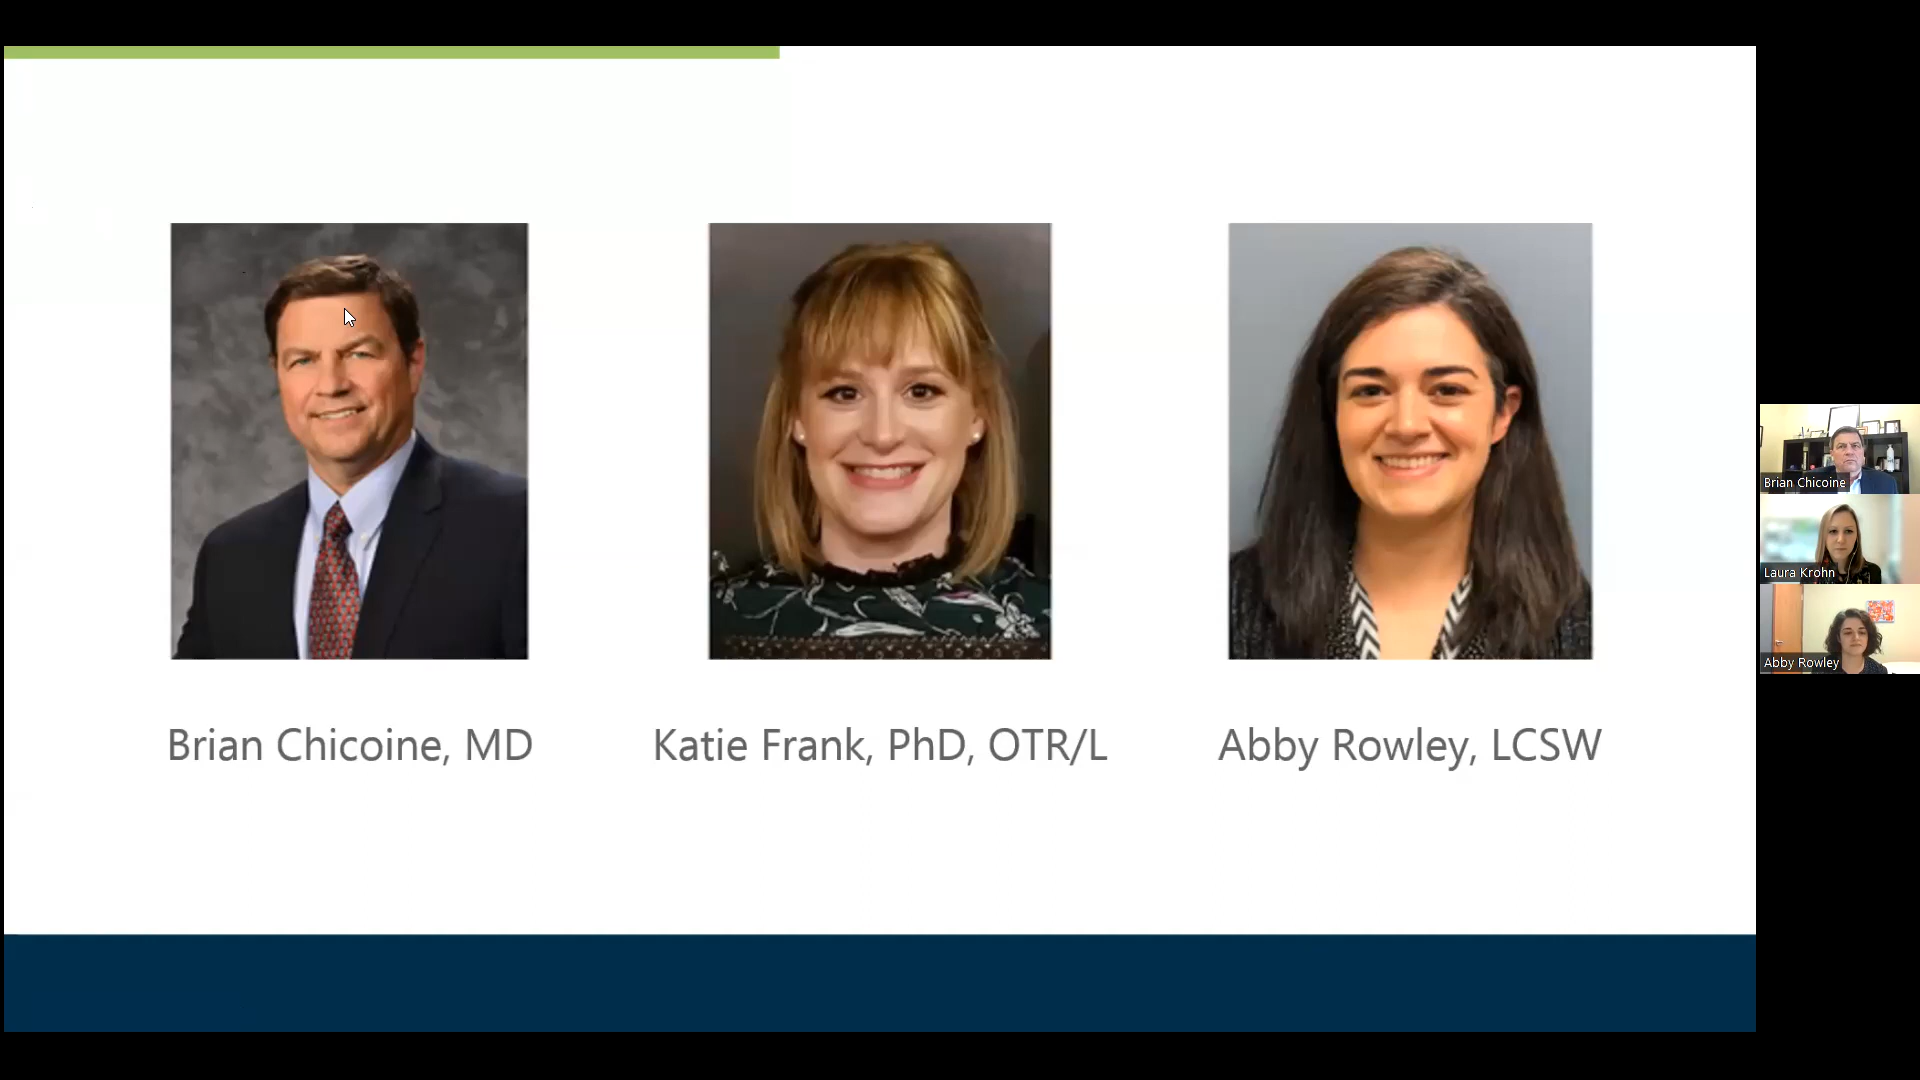 Brian Chicoine, MD
Katie Frank, PhD, OTR/L
Abby Rowley, LCSW
Brian Chicoine
Laura Krohn
Abby Rowley